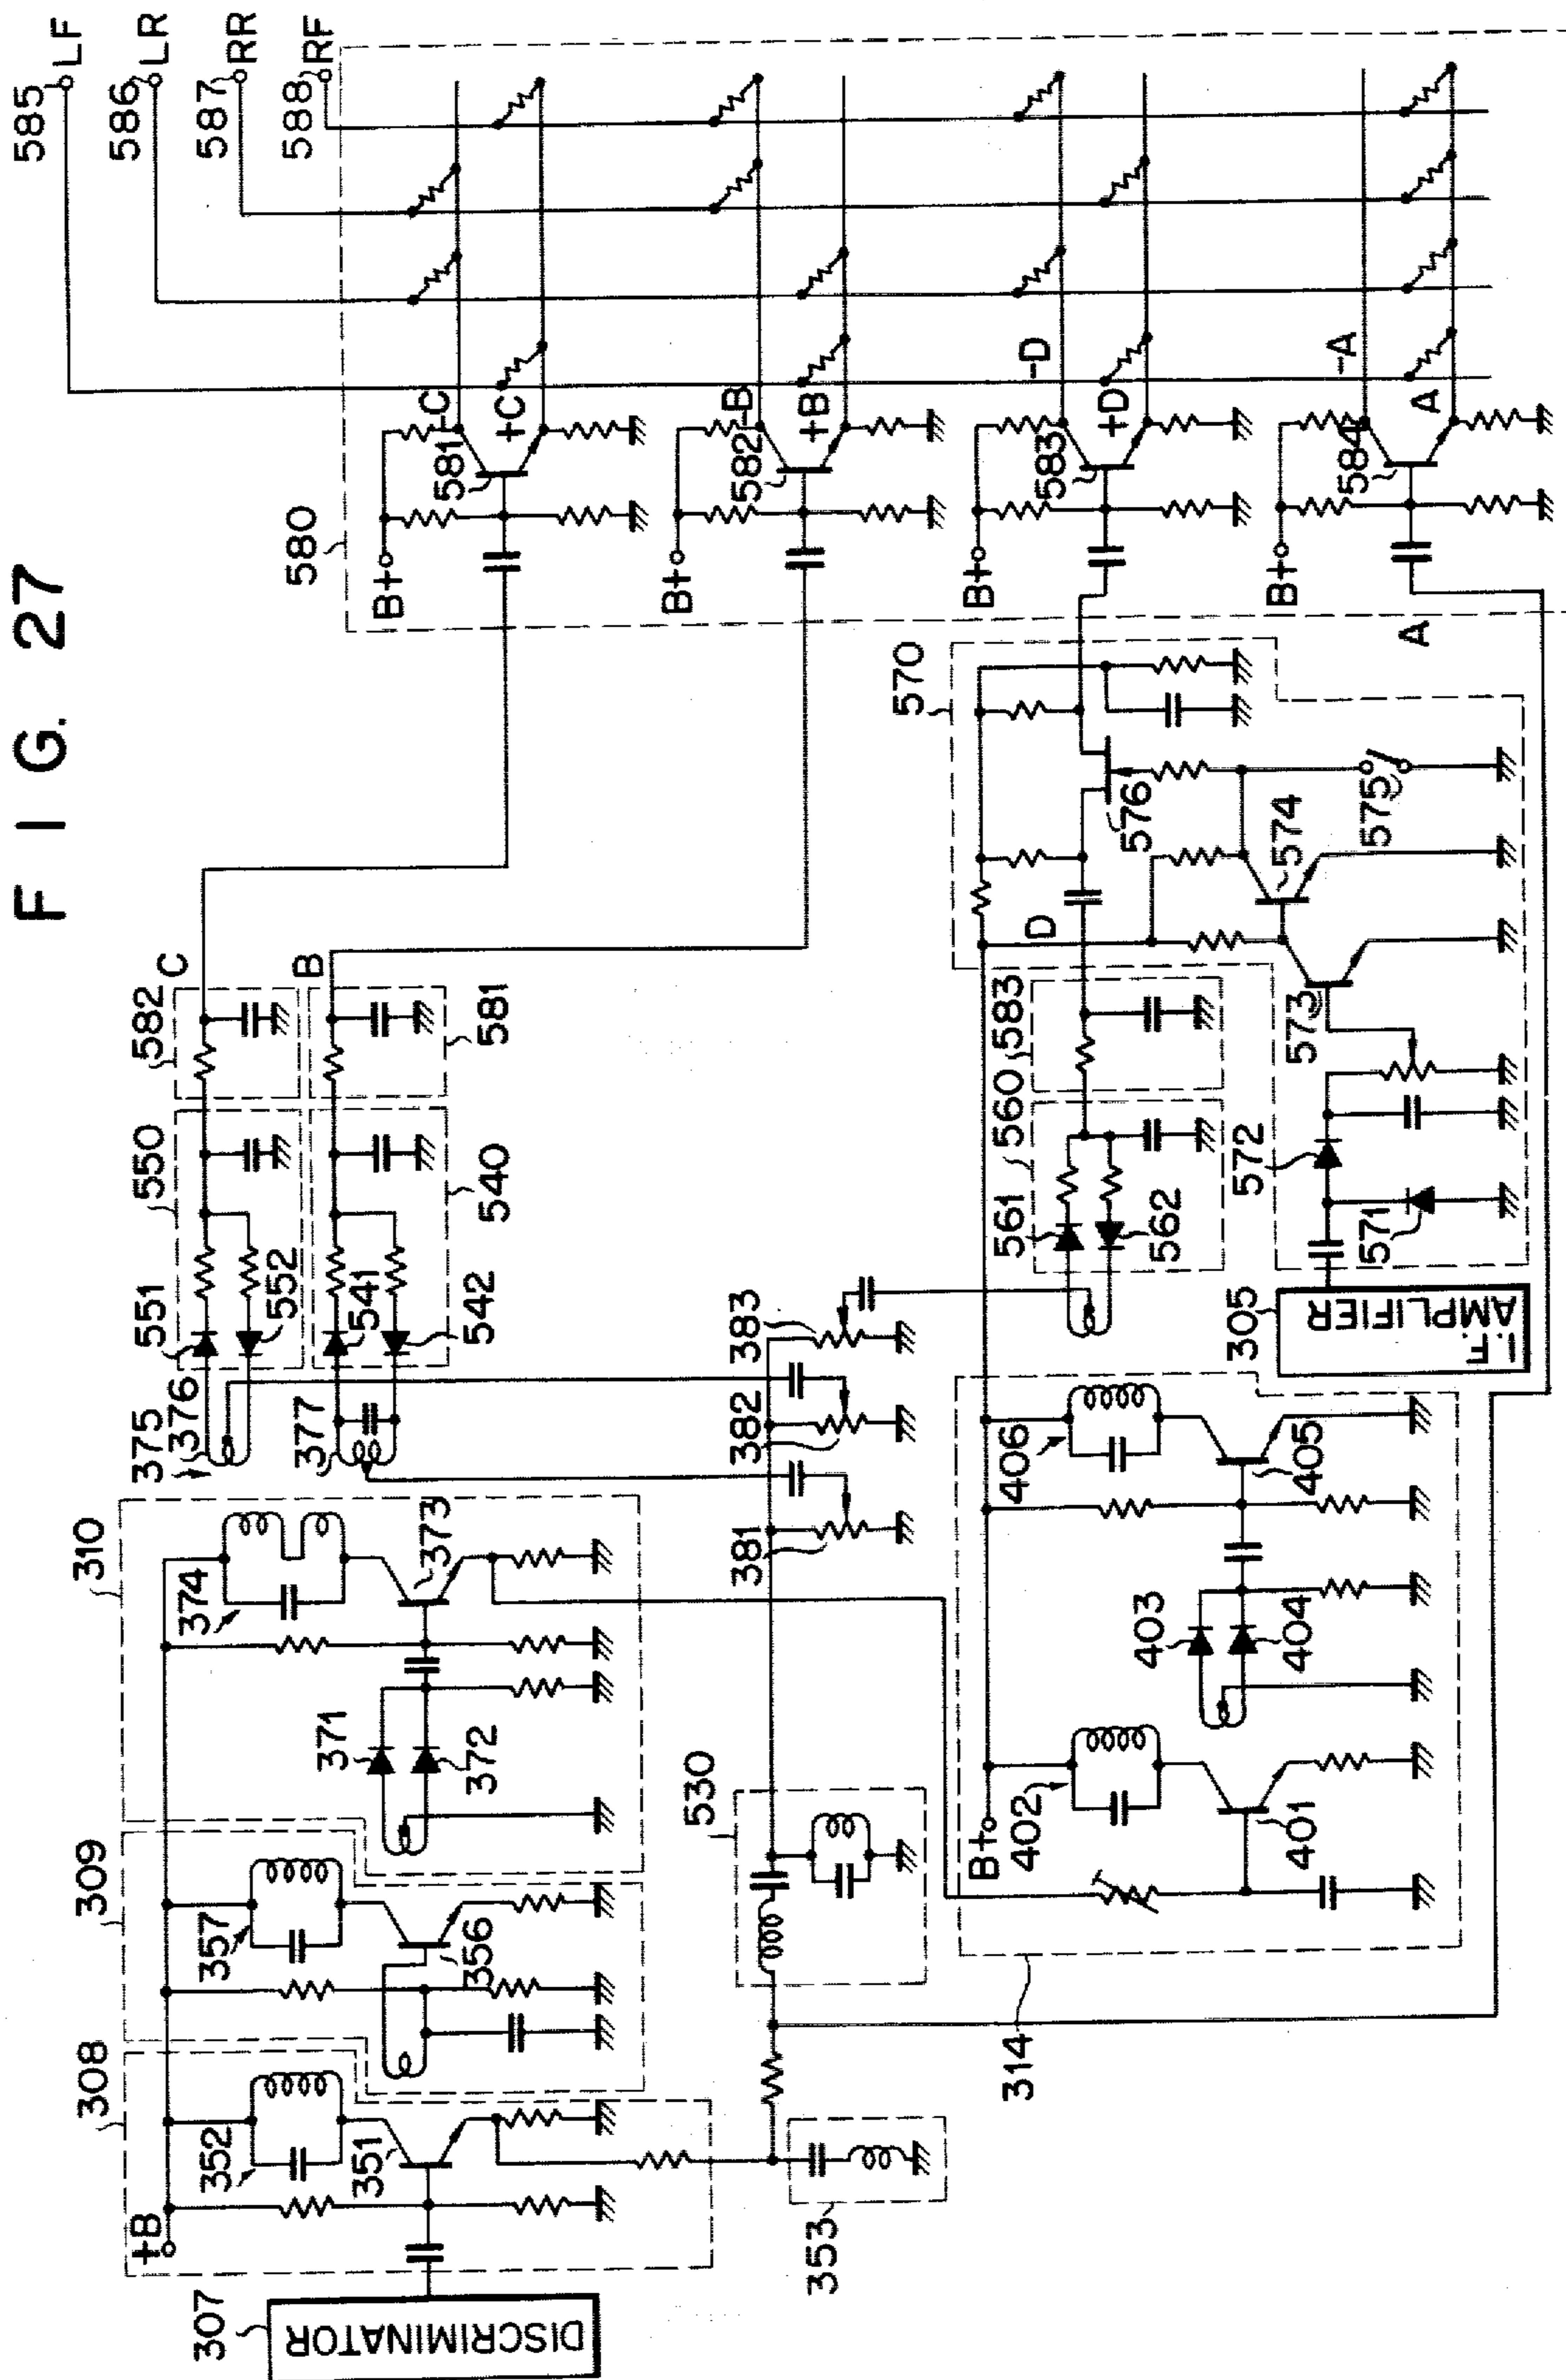 FIG. 27
585
LF
586
LR
587
RR
588
RF
580
B+
-C
581
+C
B+
-B
582
+B
B+
-D
583
+D
B+
-A
584
A
A
C
582
B
581
550
551
552
540
541
542
375
376
377
570
576
575
574
573
572
571
D
583
560
561
562
305
I.F. AMPLIFIER
383
382
381
310
374
373
371
372
309
357
356
308
352
351
+B
307
DISCRIMINATOR
353
530
314
B+
402
401
403
404
406
405